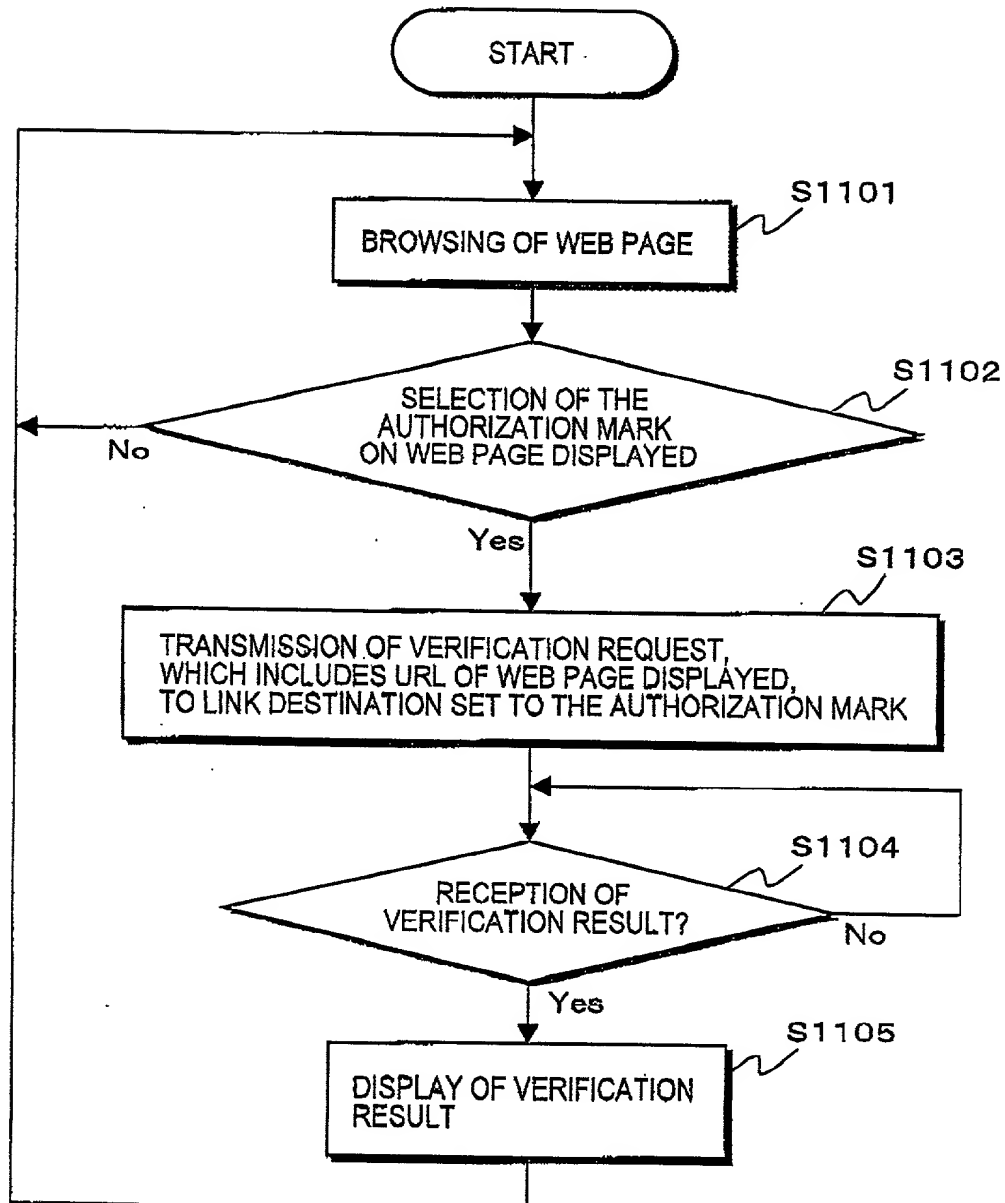 START
S1101
BROWSING OF WEB PAGE
S1102
SELECTION OF THE
AUTHORIZATION MARK
ON WEB PAGE DISPLAYED
No
Yes
S1103
TRANSMISSION OF VERIFICATION REQUEST,
WHICH INCLUDES URL OF WEB PAGE DISPLAYED,
TO LINK DESTINATION SET TO THE AUTHORIZATION MARK
S1104
RECEPTION OF
VERIFICATION RESULT?
No
Yes
S1105
DISPLAY OF VERIFICATION
RESULT